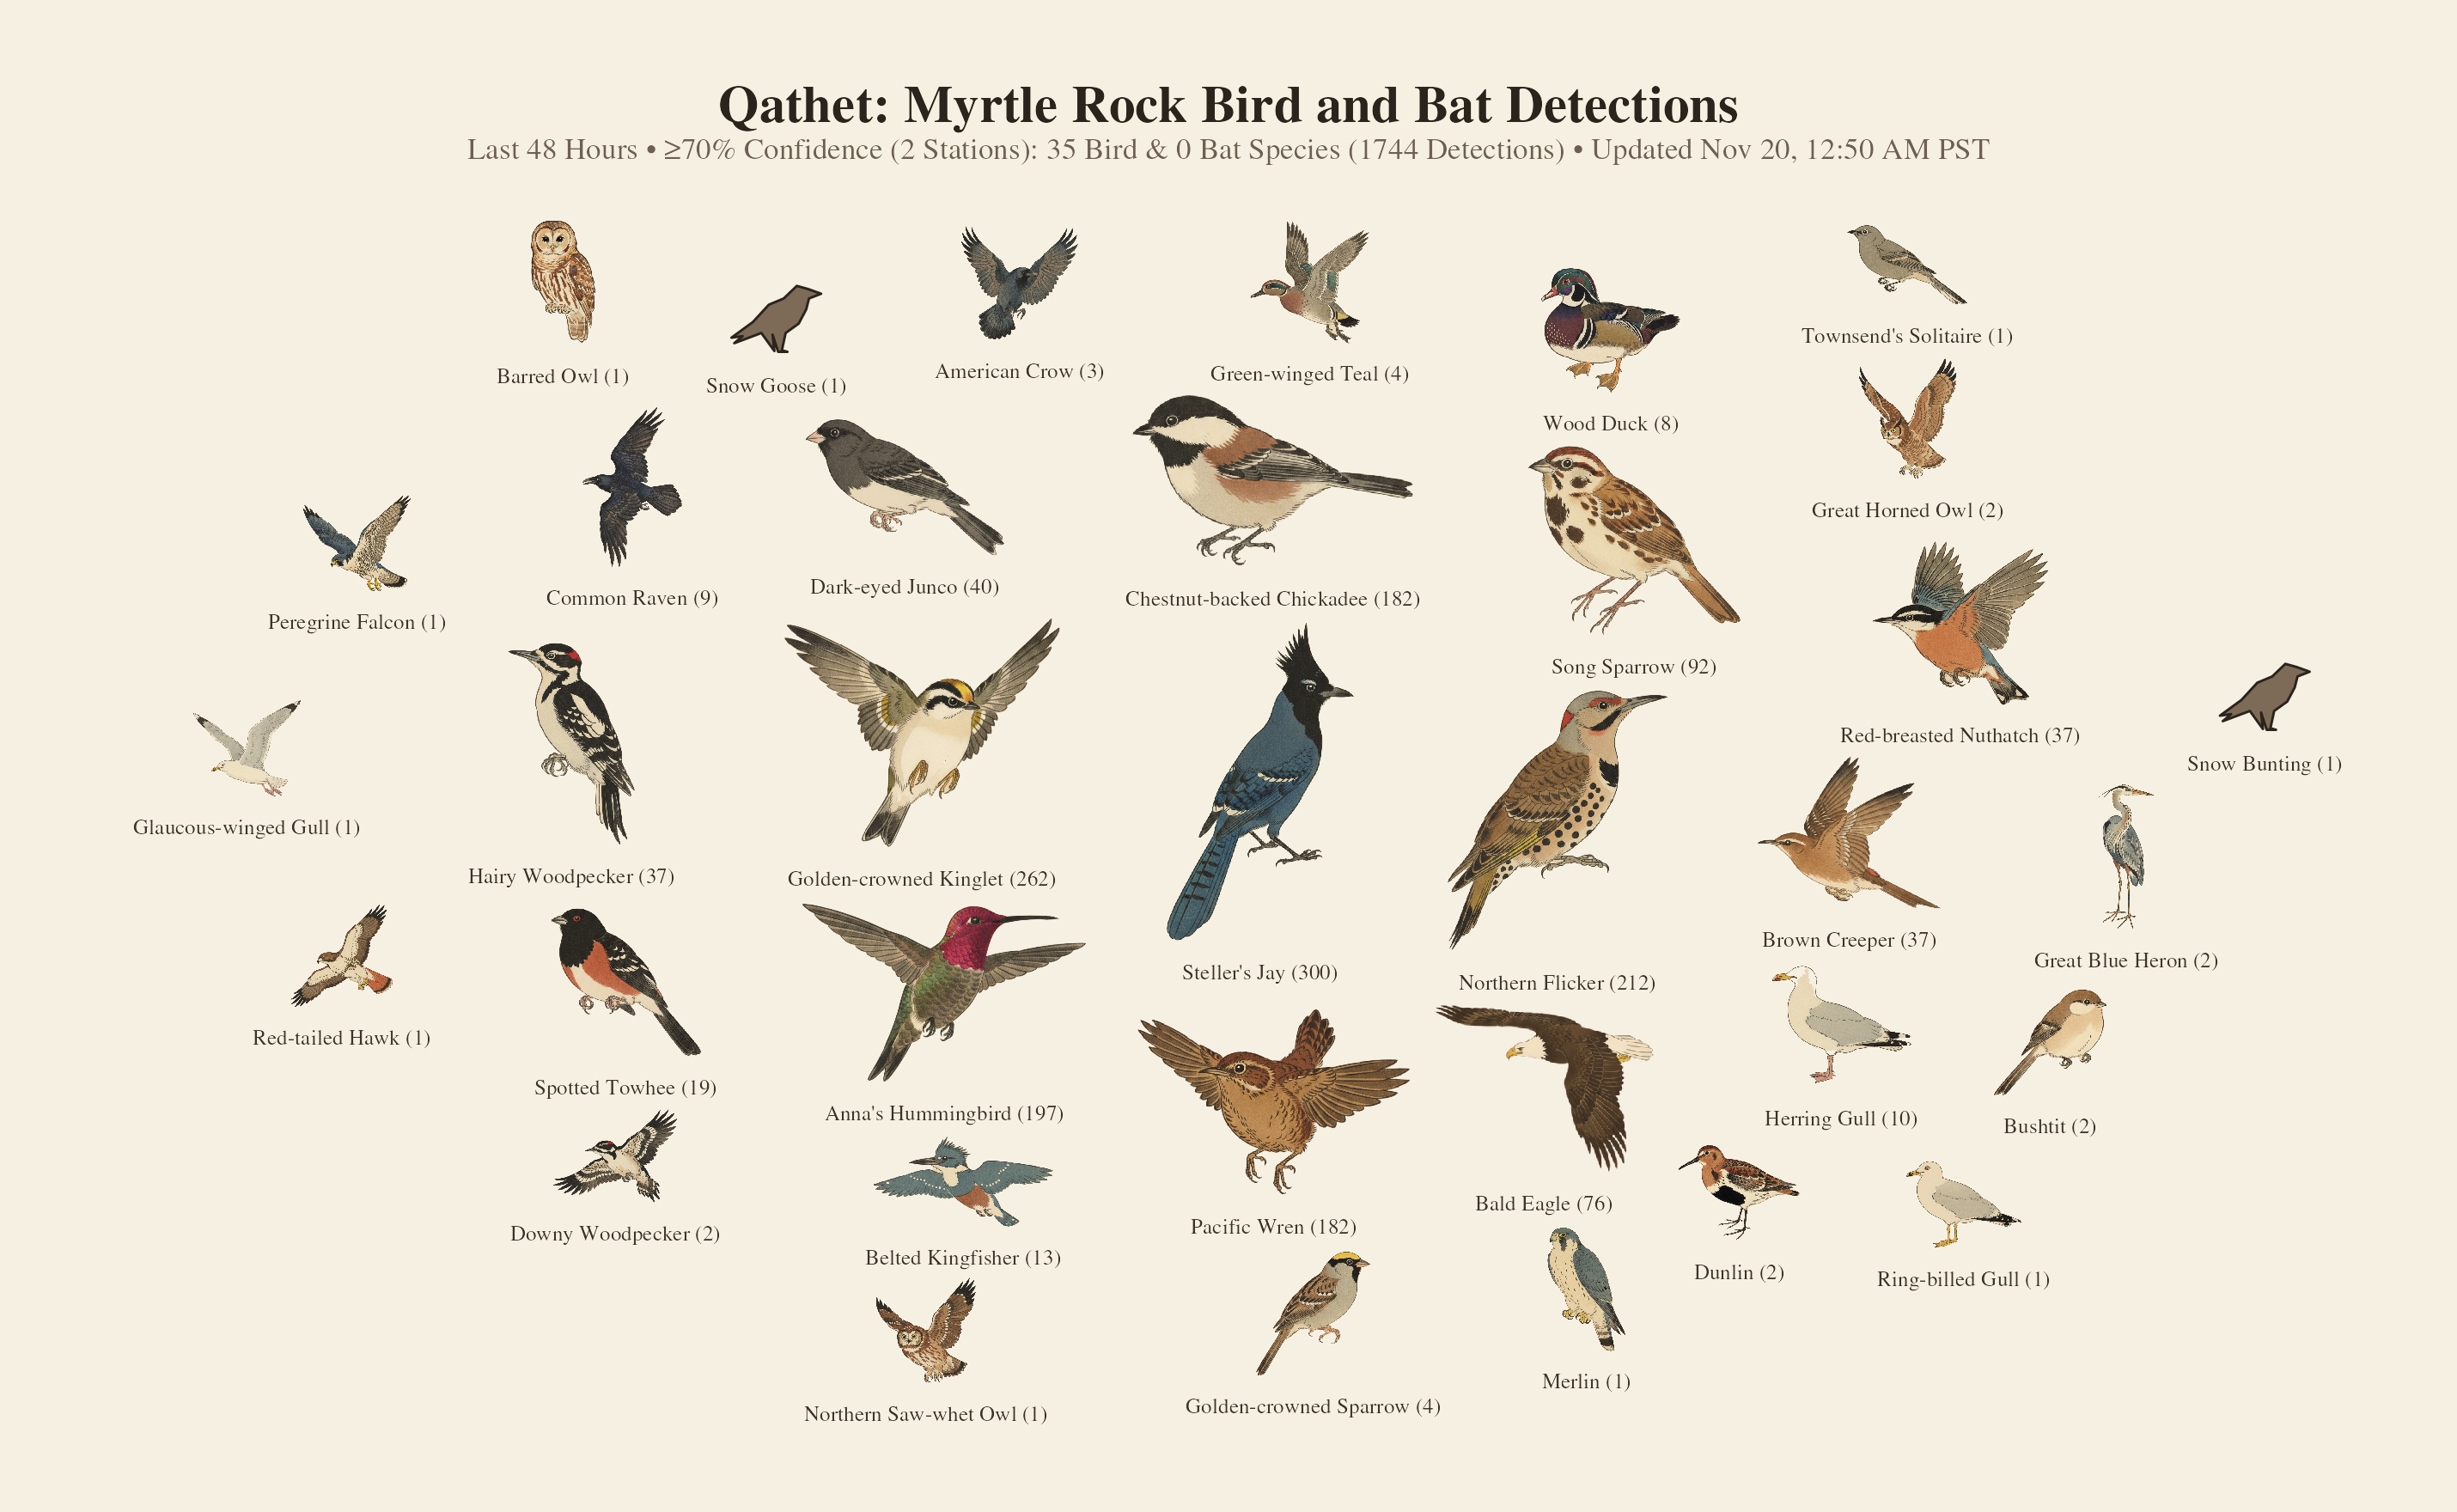 Qathet: Myrtle Rock Bird and Bat Detections
Last 48 Hours • ≥70% Confidence (2 Stations): 35 Bird & 0 Bat Species (1744 Detections) • Updated Nov 20, 12:50 AM PST
Barred Owl (1)
Snow Goose (1)
American Crow (3)
Green-winged Teal (4)
Wood Duck (8)
Townsend's Solitaire (1)
Great Horned Owl (2)
Peregrine Falcon (1)
Common Raven (9)
Dark-eyed Junco (40)
Chestnut-backed Chickadee (182)
Song Sparrow (92)
Red-breasted Nuthatch (37)
Snow Bunting (1)
Glaucous-winged Gull (1)
Hairy Woodpecker (37)
Golden-crowned Kinglet (262)
Steller's Jay (300)
Northern Flicker (212)
Brown Creeper (37)
Great Blue Heron (2)
Red-tailed Hawk (1)
Spotted Towhee (19)
Anna's Hummingbird (197)
Pacific Wren (182)
Bald Eagle (76)
Herring Gull (10)
Bushtit (2)
Downy Woodpecker (2)
Belted Kingfisher (13)
Dunlin (2)
Ring-billed Gull (1)
Northern Saw-whet Owl (1)
Golden-crowned Sparrow (4)
Merlin (1)